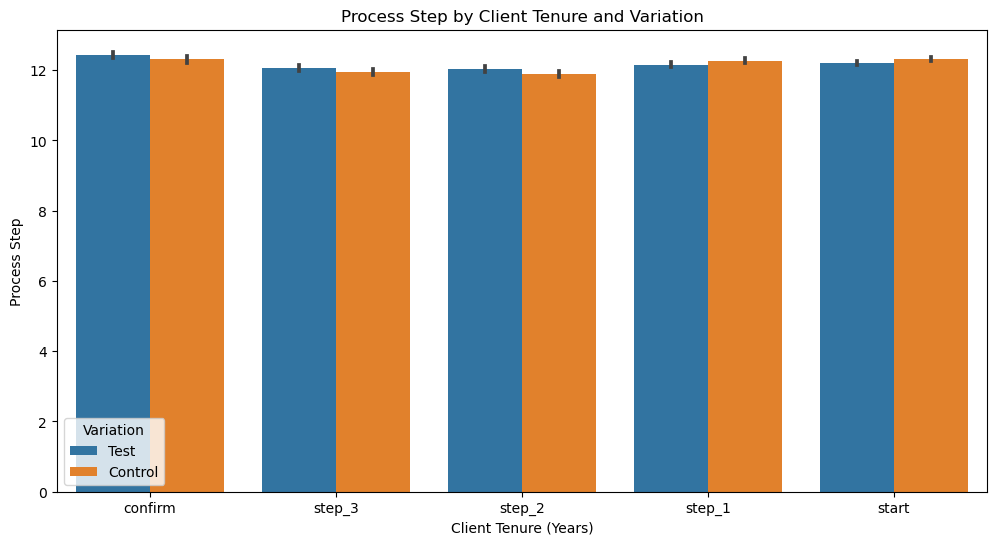 Process Step by Client Tenure and Variation
Process Step
12
10
8
6
4
2
0
Variation
Test
Control
confirm
step_3
step_2
step_1
start
Client Tenure (Years)